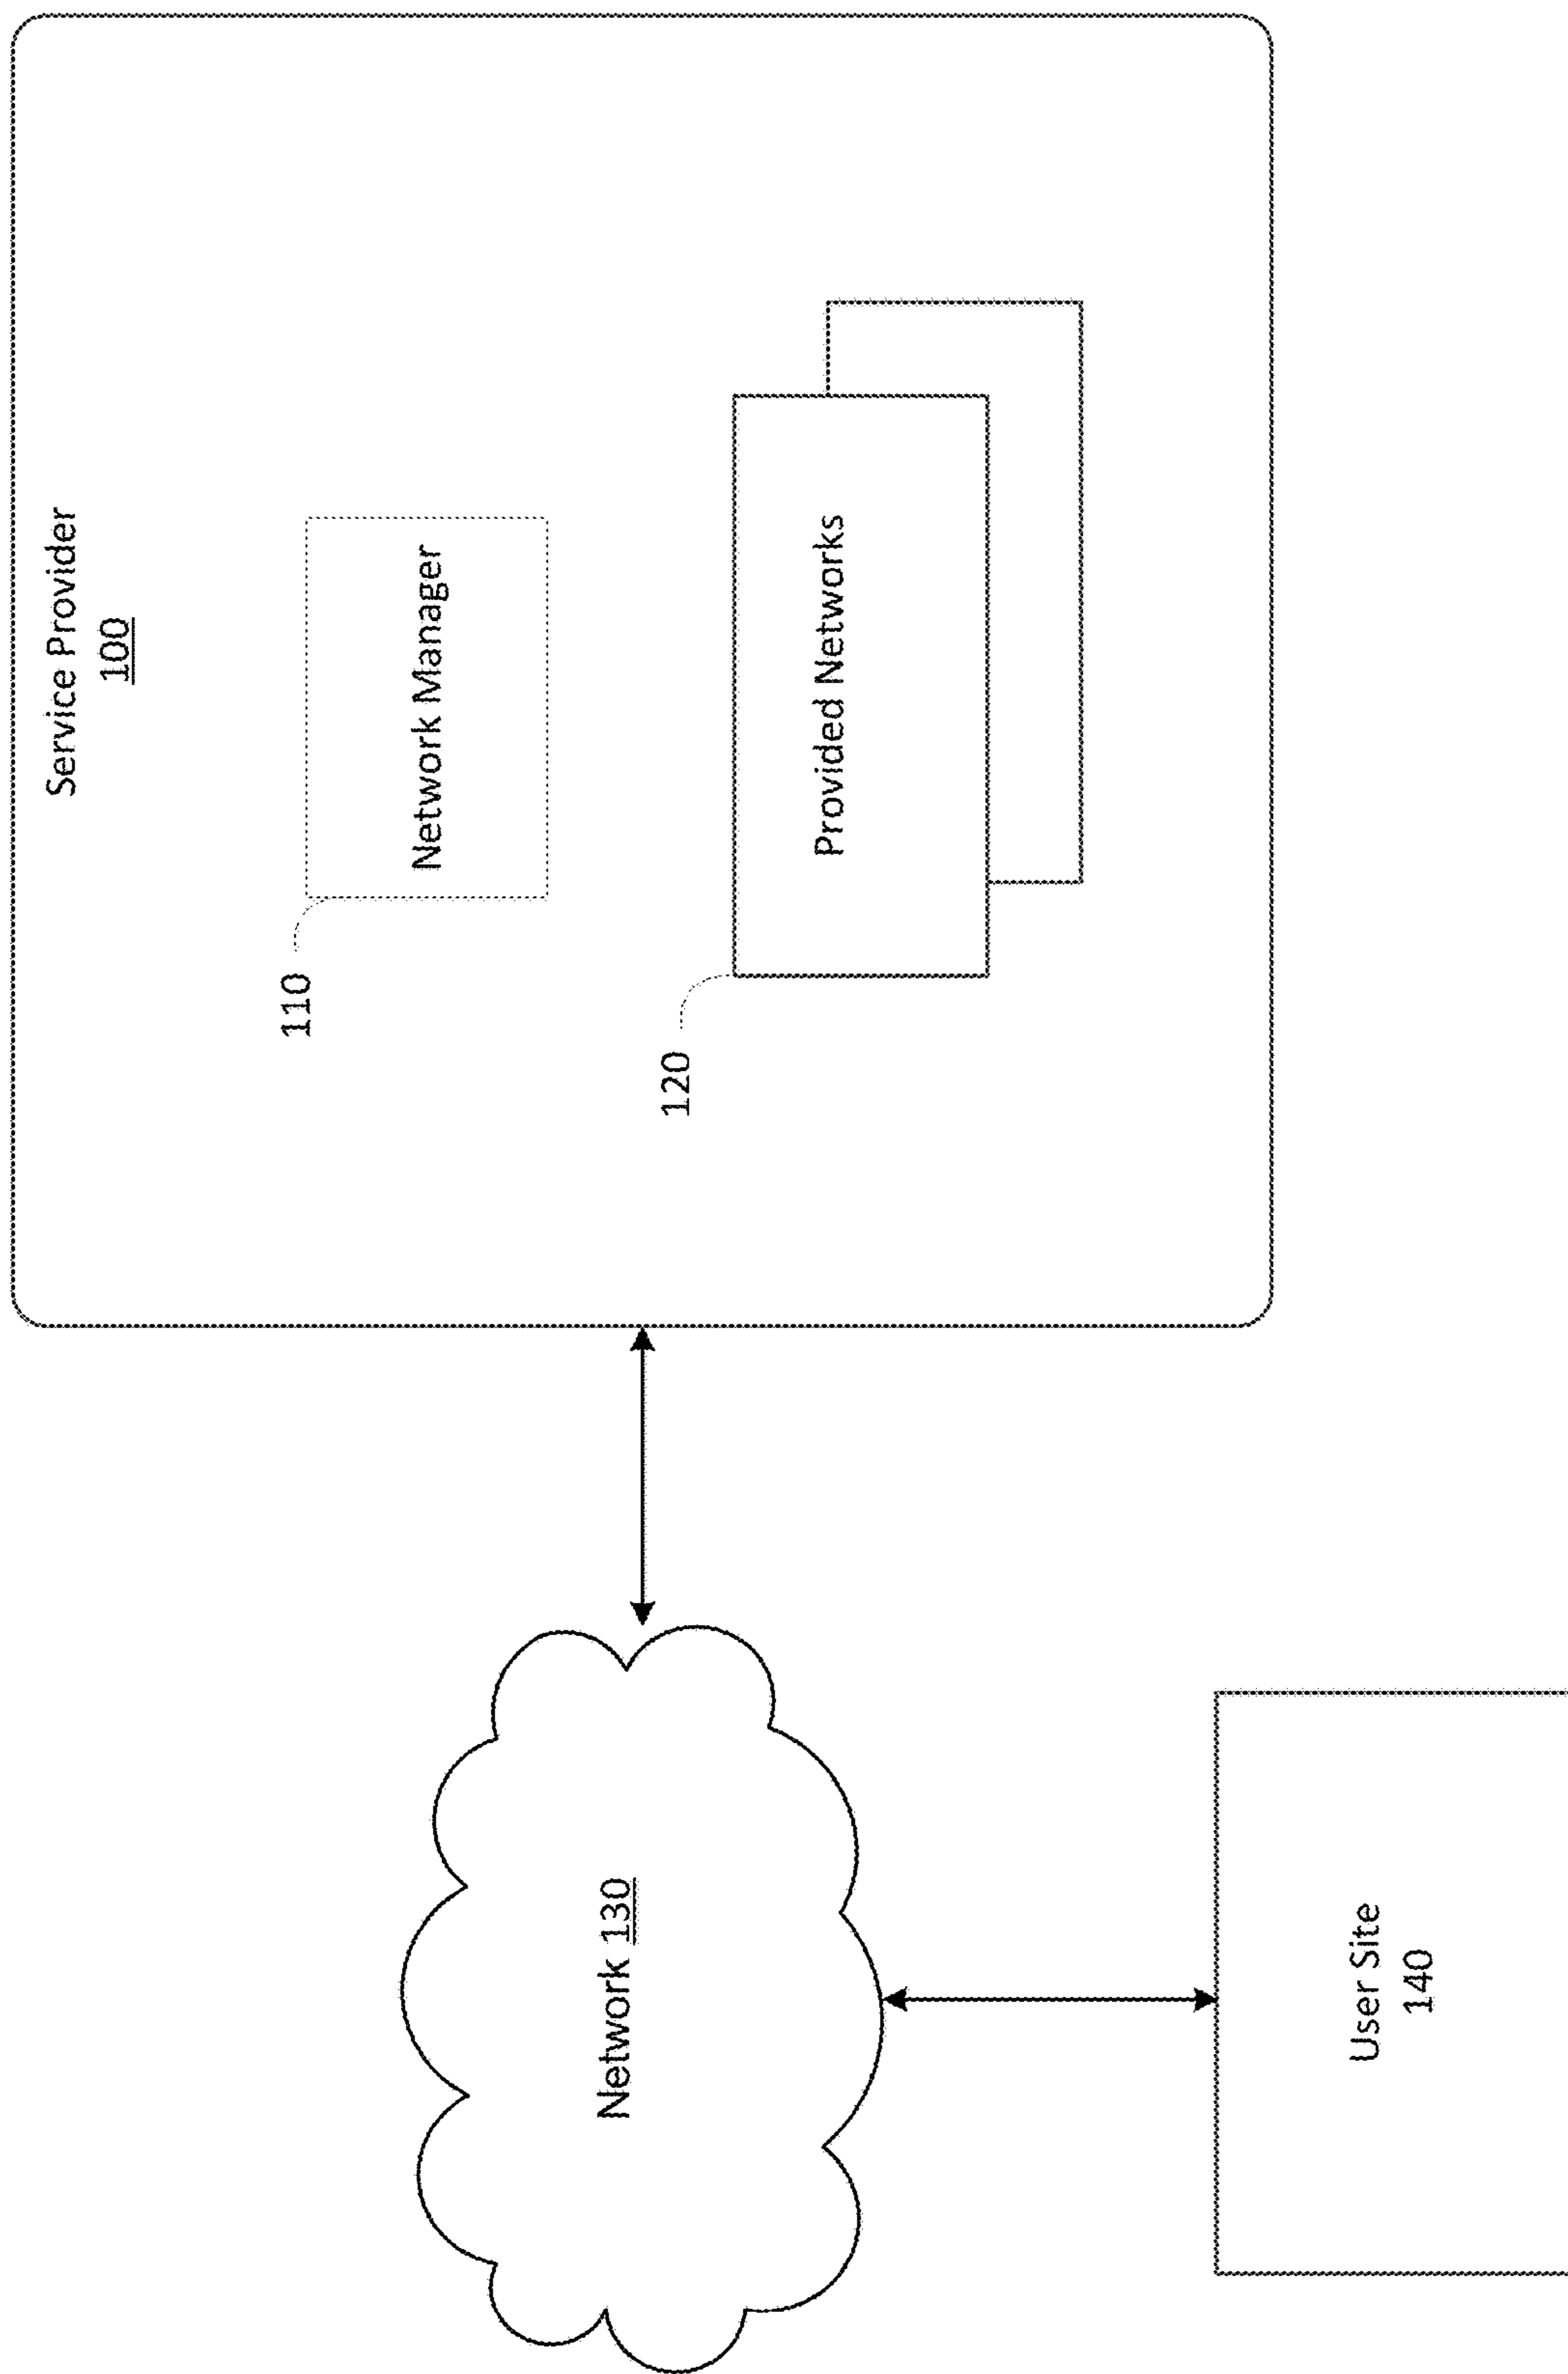 Service Provider
100
110
Network Manager
120
Provided Networks
Network 130
User Site
140